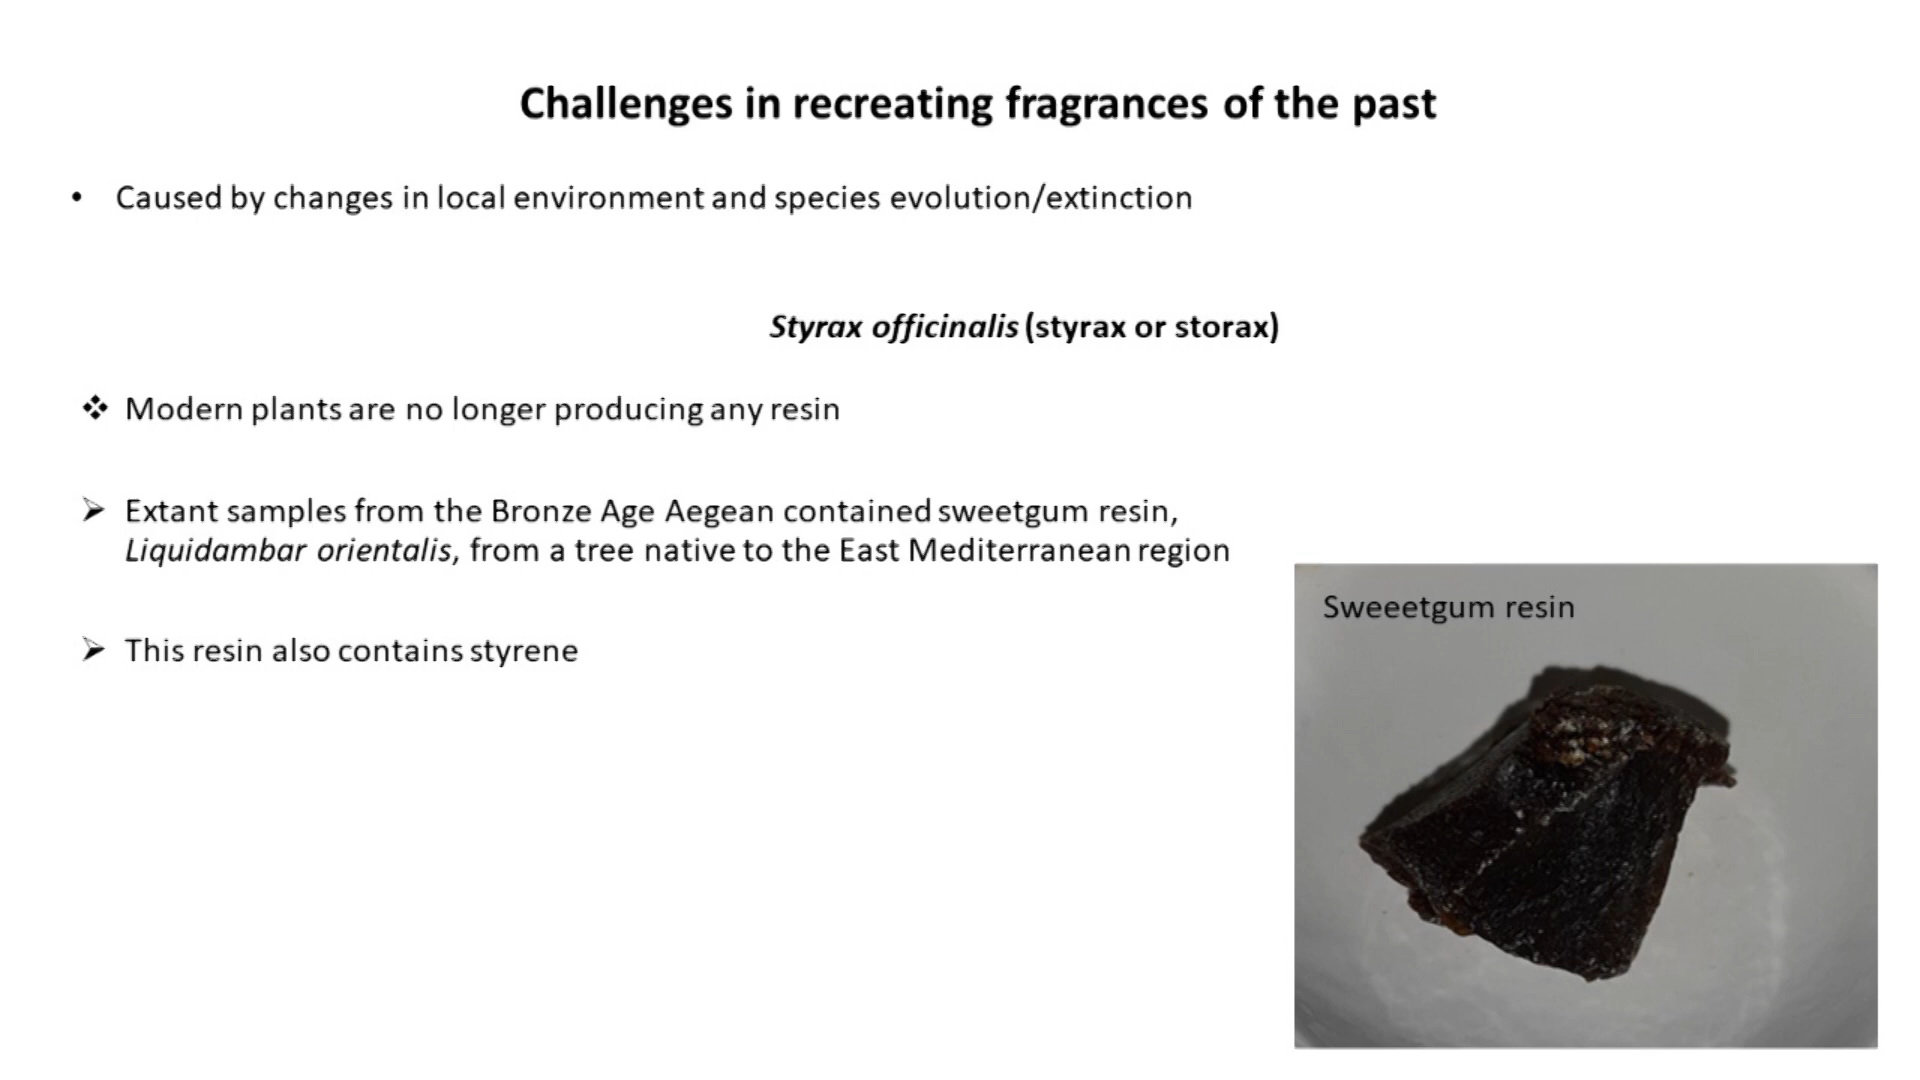 Challenges in recreating fragrances of the past
• Caused by changes in local environment and species evolution/extinction
Styrax officinalis (styrax or storax)
❖ Modern plants are no longer producing any resin
➢ Extant samples from the Bronze Age Aegean contained sweetgum resin,
Liquidambar orientalis, from a tree native to the East Mediterranean region
➢ This resin also contains styrene
Sweeetgum resin